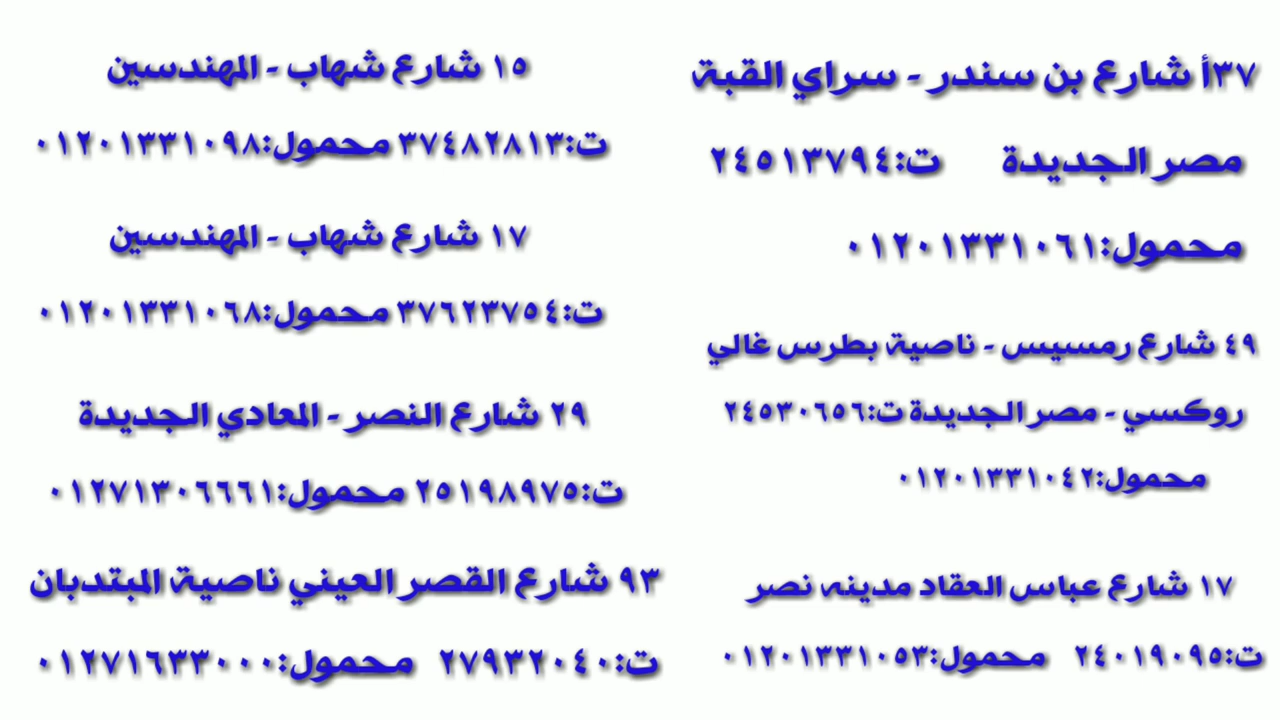 ٣٧أ شارع بن سندر - سراي القبة
مصر الجديدة ت:٢٤٥١٣٧٩٤
محمول:٠١٢٠١٣٣١٠٦١
٤٩ شارع رمسيس - ناصية بطرس غالي
روكسي - مصر الجديدة ت:٢٤٥٣٠٦٥٦
محمول:٠١٢٠١٣٣١٠٤٢
١٧ شارع عباس العقاد مدينه نصر
ت:٢٤٠١٩٠٩٥ محمول:٠١٢٠١٣٣١٠٥٣
١٥ شارع شهاب - المهندسين
ت:٣٧٤٨٢٨١٣ محمول:٠١٢٠١٣٣١٠٩٨
١٧ شارع شهاب - المهندسين
ت:٣٧٦٢٣٧٥٤ محمول:٠١٢٠١٣٣١٠٦٨
٢٩ شارع النصر - المعادي الجديدة
ت:٢٥١٩٨٩٧٥ محمول:٠١٢٧١٣٠٦٦٦١
٩٣ شارع القصر العيني ناصية المبتدبان
ت:٢٧٩٣٢٠٤٠ محمول:٠١٢٧١٦٣٣٠٠٠